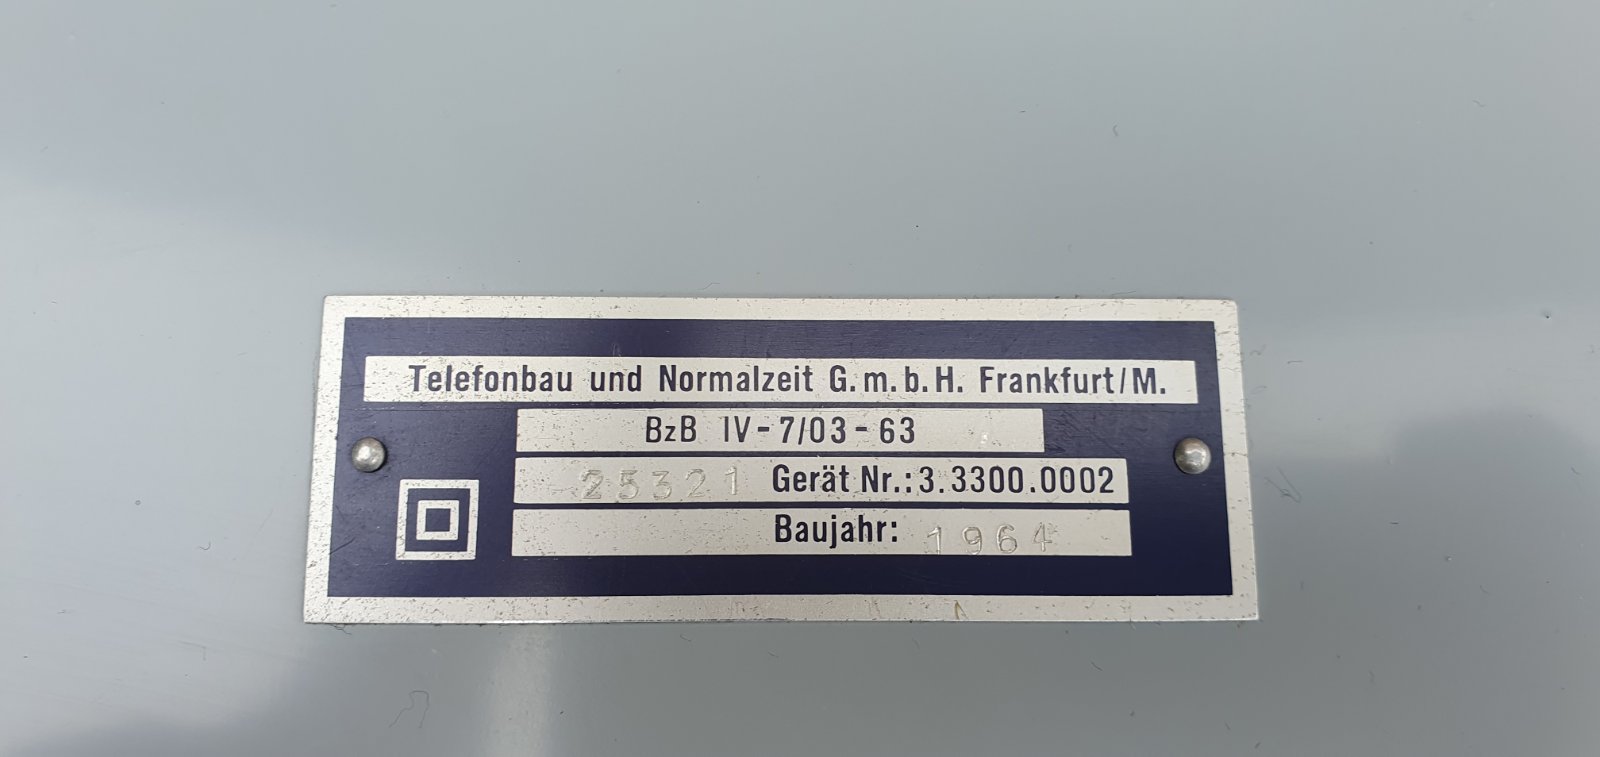 Telefonbau und Normalzeit G.m.b.H. Frankfurt/M.
BzB IV-7/03-63
25321 Gerät Nr.:3.3300.0002
Baujahr: 1964